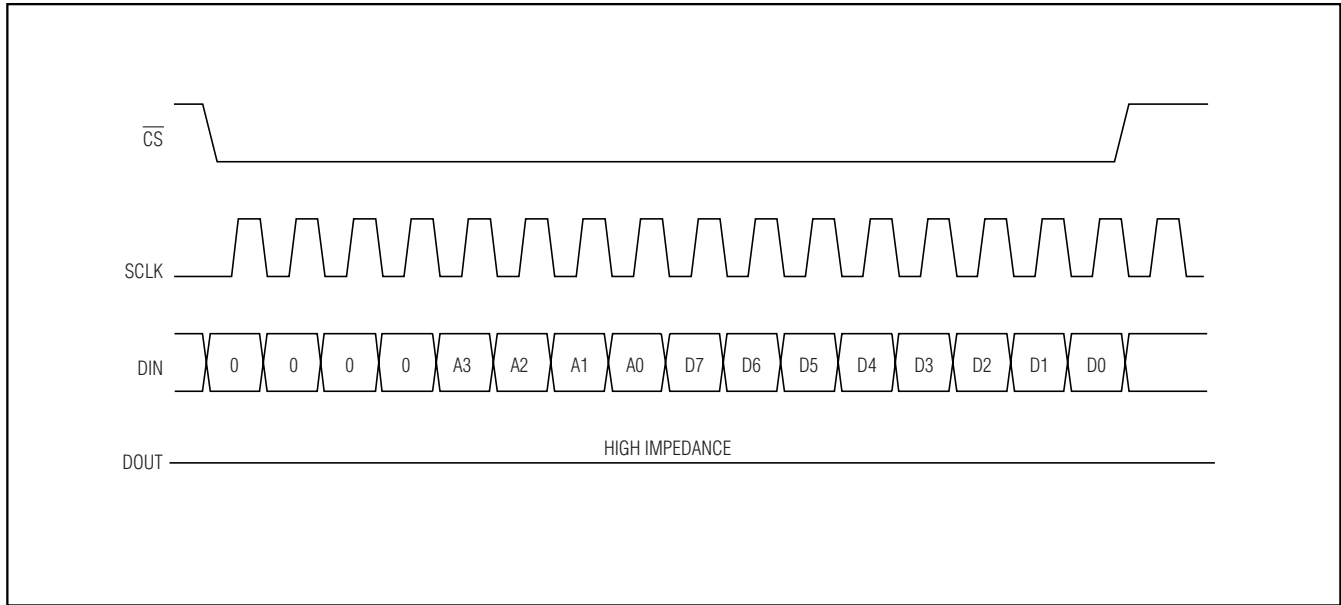 CS
SCLK
DIN 0 0 0 0 A3 A2 A1 A0 D7 D6 D5 D4 D3 D2 D1 D0
HIGH IMPEDANCE
DOUT